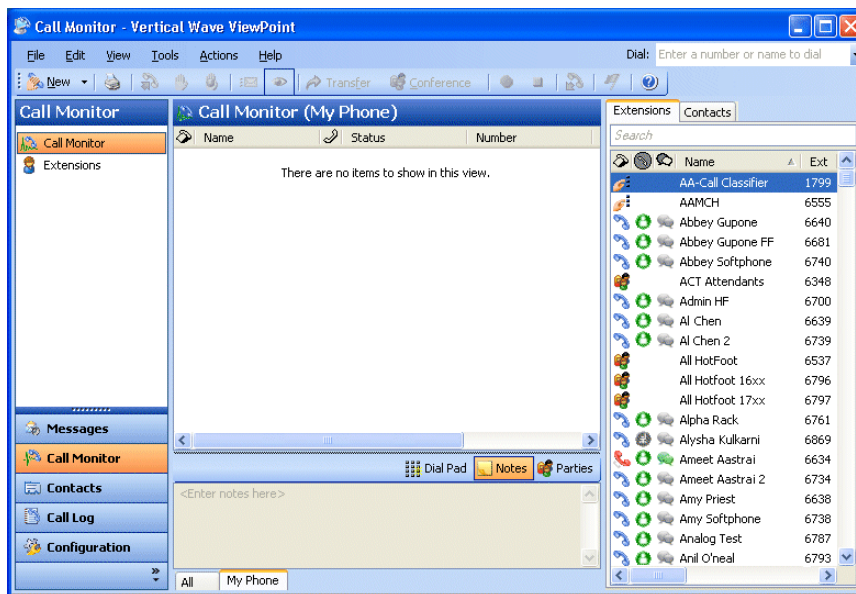 Call Monitor - Vertical Wave ViewPoint
File Edit View Tools Actions Help
Dial: Enter a number or name to dial
New Transfer Conference
Call Monitor
Call Monitor
Extensions
Messages
Call Monitor
Contacts
Call Log
Configuration
Call Monitor (My Phone)
Name Status Number
There are no items to show in this view.
Dial Pad Notes Parties
<Enter notes here>
All My Phone
Extensions Contacts
Search
Name Ext
AA-Call Classifier 1799
AAMCH 6555
Abbey Gupone 6640
Abbey Gupone FF 6681
Abbey Softphone 6740
ACT Attendants 6348
Admin HF 6700
Al Chen 6639
Al Chen 2 6739
All HotFoot 6537
All Hotfoot 16xx 6796
All Hotfoot 17xx 6797
Alpha Rack 6761
Alysha Kulkarni 6869
Ameet Aastrai 6634
Ameet Aastrai 2 6734
Amy Priest 6638
Amy Softphone 6738
Analog Test 6787
Anil O'neal 6793